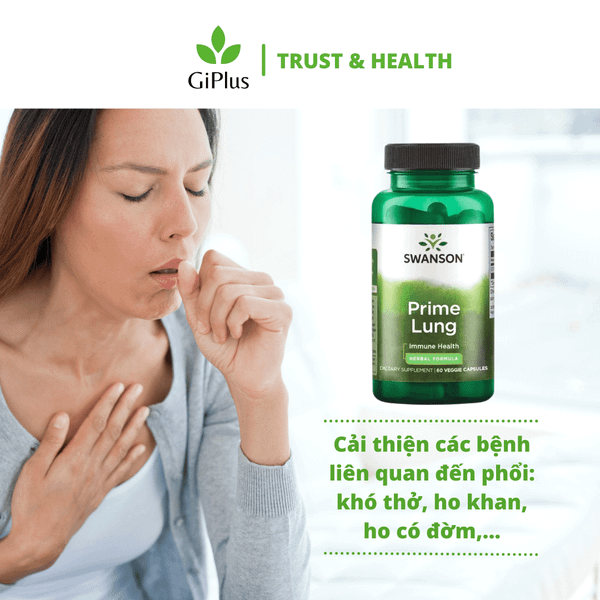 GiPlus
TRUST & HEALTH
SWANSON®
Prime
Lung
Immune Health
HERBAL FORMULA
DIETARY SUPPLEMENT | 60 VEGGIE CAPSULES
Cải thiện các bệnh
liên quan đến phổi:
khó thở, ho khan,
ho có đờm,...